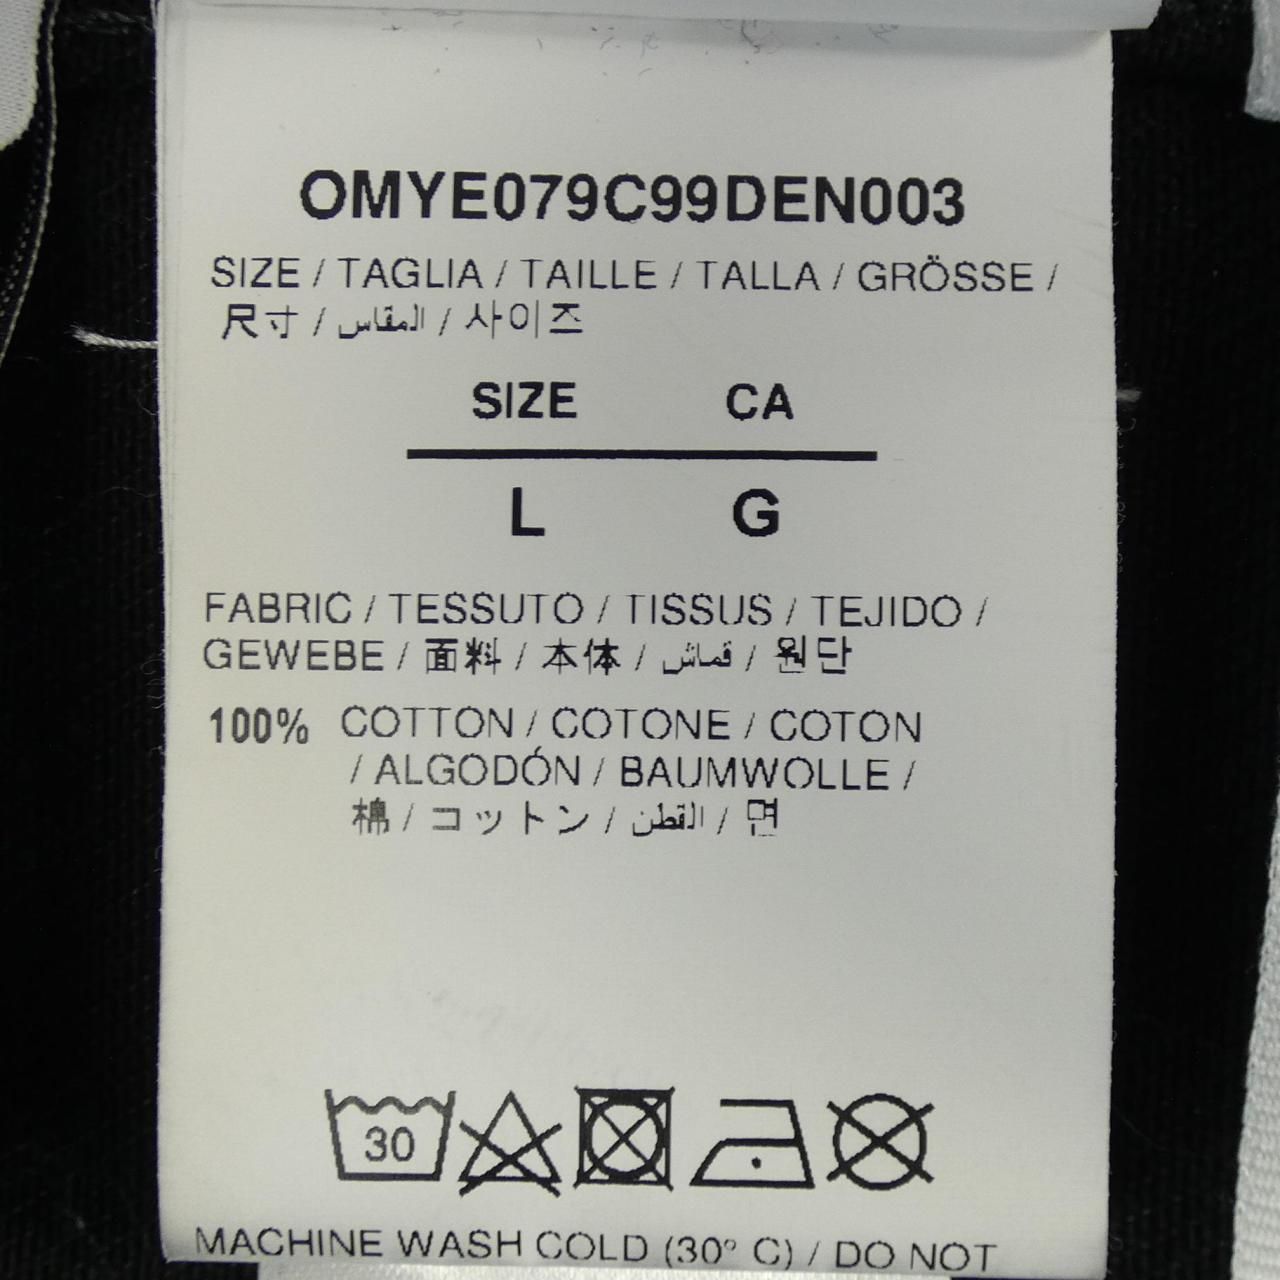 OMYE079C99DEN003
SIZE / TAGLIA / TAILLE / TALLA / GRÖSSE /
尺寸 / المقاس / 사이즈
SIZE CA
L G
FABRIC / TESSUTO / TISSUS / TEJIDO /
GEWEBE / 面料 / 本体 / قماش / 원단
100% COTTON / COTONE / COTON
/ ALGODÓN / BAUMWOLLE /
棉 / コットン / القطن / 면
30
MACHINE WASH COLD (30° C) / DO NOT